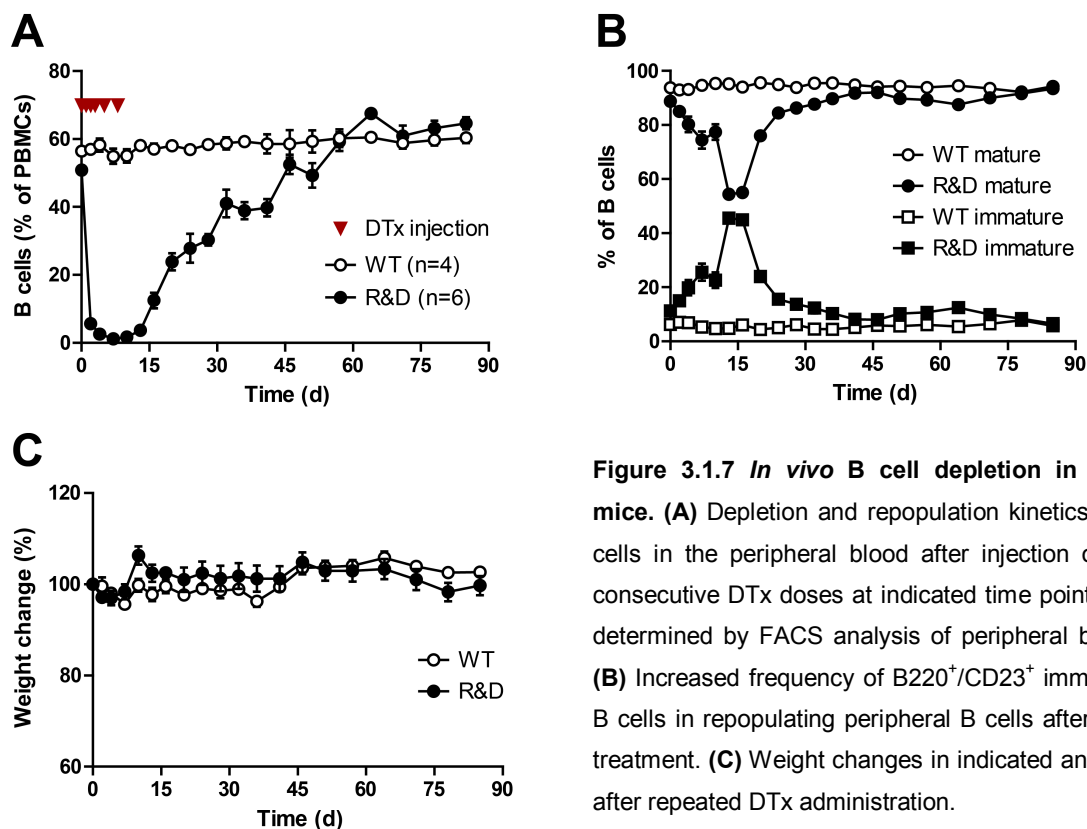 A
80
60
40
20
0
B cells (% of PBMCs)
DTx injection
WT (n=4)
R&D (n=6)
0 15 30 45 60 75 90
Time (d)
B
100
80
60
40
20
0
% of B cells
WT mature
R&D mature
WT immature
R&D immature
0 15 30 45 60 75 90
Time (d)
C
120
100
80
60
Weight change (%)
WT
R&D
0 15 30 45 60 75 90
Time (d)
Figure 3.1.7 In vivo B cell depletion in
mice. (A) Depletion and repopulation kinetics
cells in the peripheral blood after injection
consecutive DTx doses at indicated time point
determined by FACS analysis of peripheral b
(B) Increased frequency of B220⁺/CD23⁺ imm
B cells in repopulating peripheral B cells after
treatment. (C) Weight changes in indicated an
after repeated DTx administration.